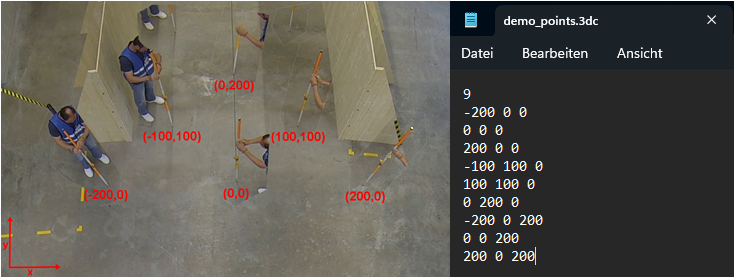 (0,200)
(-100,100)
(100,100)
(-200,0)
(0,0)
(200,0)
y
x
demo_points.3dc
Datei Bearbeiten Ansicht
9
-200 0 0
0 0 0
200 0 0
-100 100 0
100 100 0
0 200 0
-200 0 200
0 0 200
200 0 200